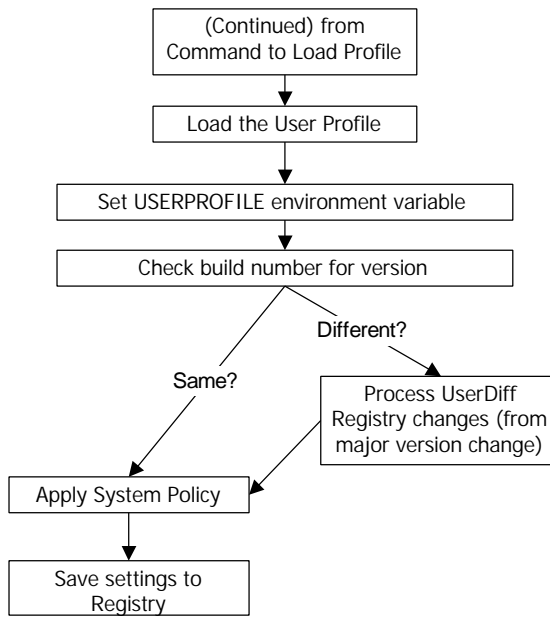 (Continued) from
Command to Load Profile
Load the User Profile
Set USERPROFILE environment variable
Check build number for version
Different?
Same?
Process UserDiff
Registry changes (from
major version change)
Apply System Policy
Save settings to
Registry